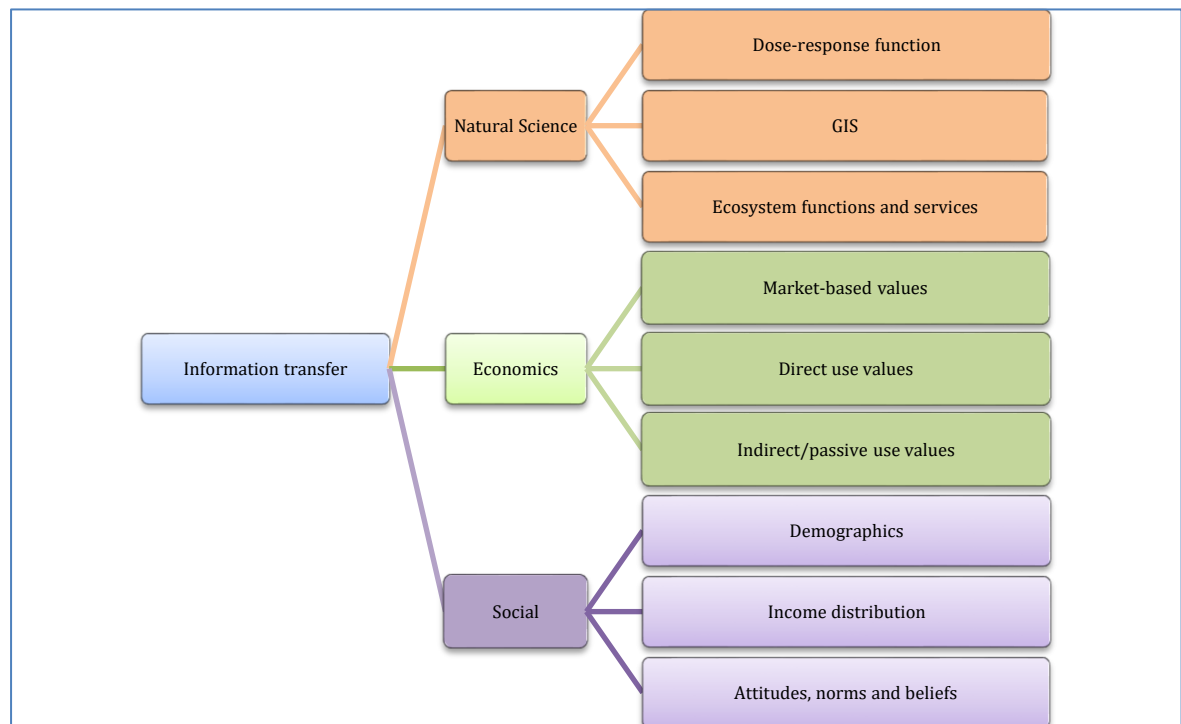 Information transfer
Natural Science
Dose-response function
GIS
Ecosystem functions and services
Economics
Market-based values
Direct use values
Indirect/passive use values
Social
Demographics
Income distribution
Attitudes, norms and beliefs